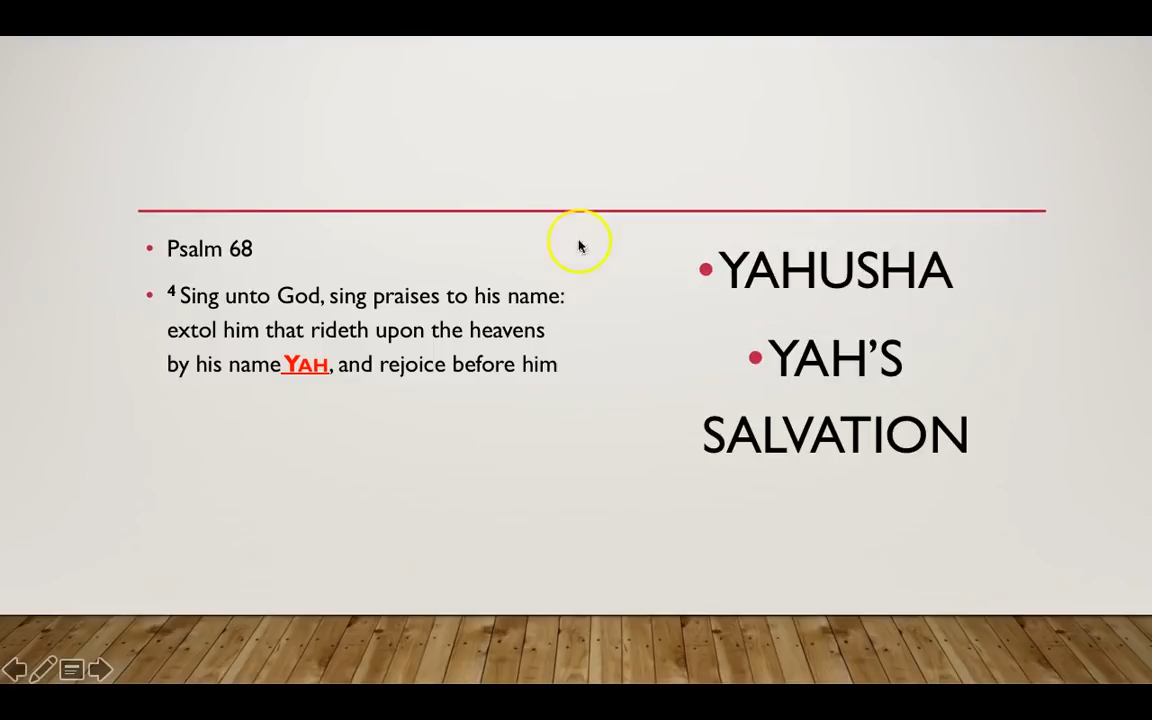 • Psalm 68
• 4 Sing unto God, sing praises to his name:
extol him that rideth upon the heavens
by his name YAH, and rejoice before him
• YAHUSHA
• YAH’S
SALVATION